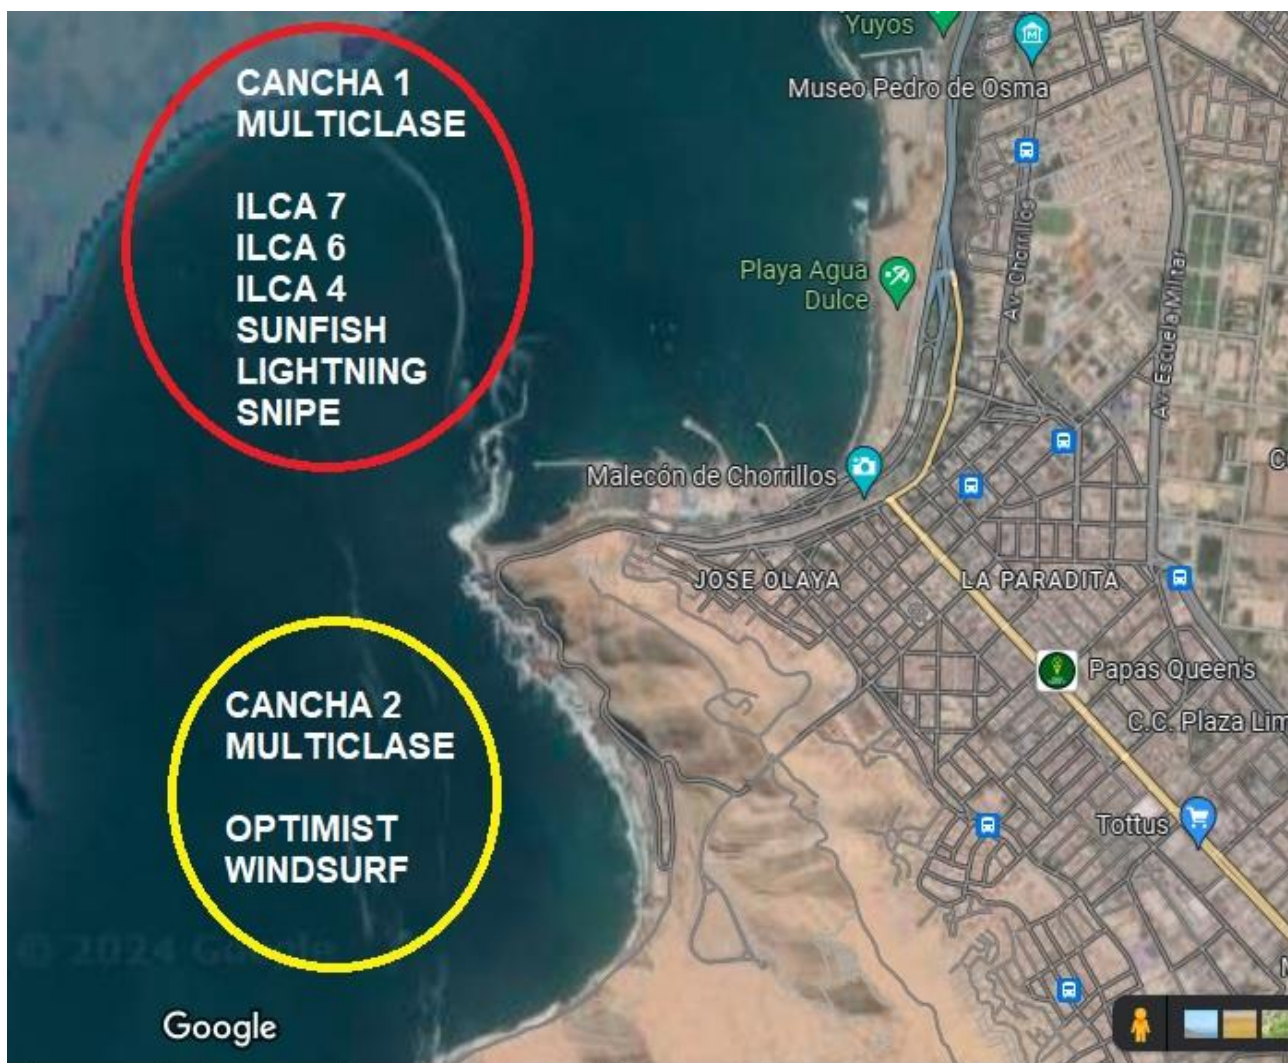 CANCHA 1
MULTICLASE
ILCA 7
ILCA 6
ILCA 4
SUNFISH
LIGHTNING
SNIPE
Yuyos
Museo Pedro de Osma
Playa Agua
Dulce
Av. Chorrillos
Av. Escuela Militar
Malecón de Chorrillos
JOSE OLAYA
LA PARADITA
Papas Queen's
C.C. Plaza Lim
Tottus
CANCHA 2
MULTICLASE
OPTIMIST
WINDSURF
© 2024 Google
Google